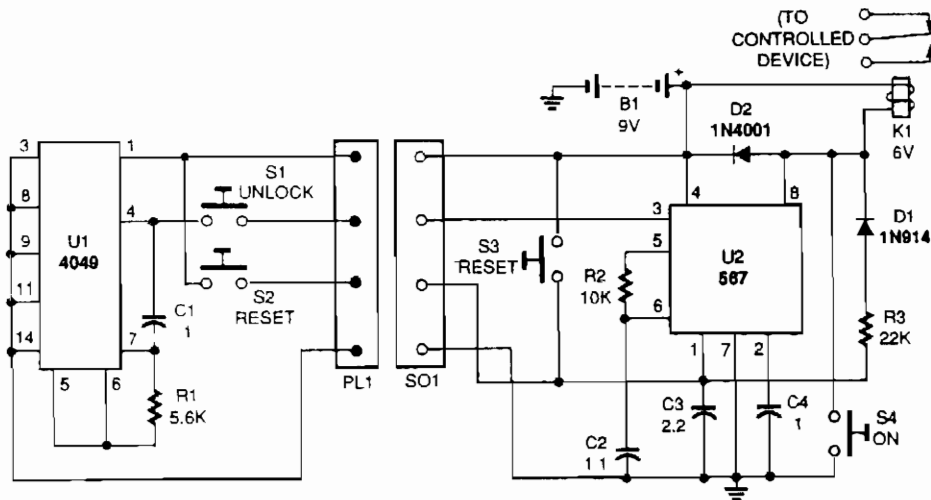 (TO
CONTROLLED
DEVICE)
B1
9V
+
D2
1N4001
K1
6V
3
1
8
4
9
11
14
7
5
6
U1
4049
S1
UNLOCK
S2
RESET
C1
1
R1
5.6K
PL1
SO1
S3
RESET
4
8
3
5
6
1
7
2
U2
567
R2
10K
D1
1N914
R3
22K
C2
1 1
C3
2.2
C4
1
S4
ON